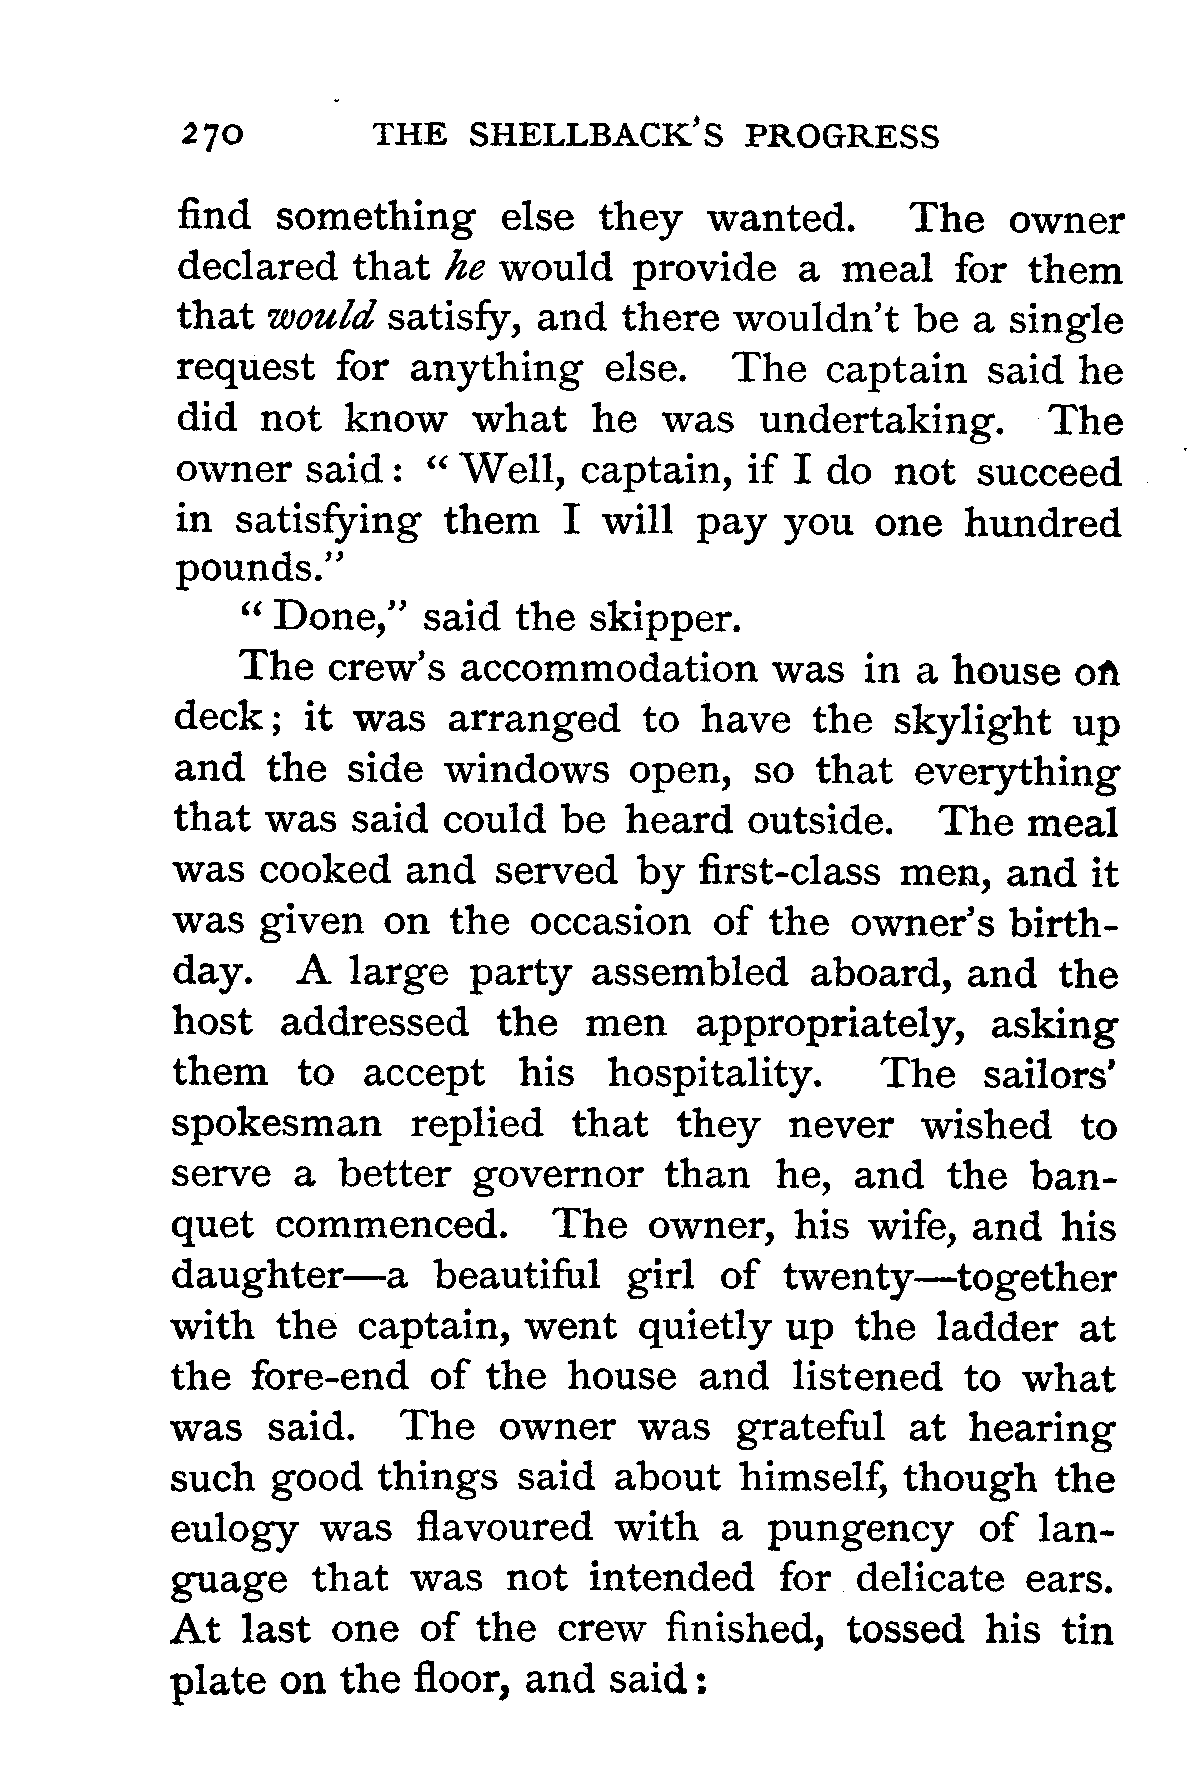 270 THE SHELLBACK'S PROGRESS
find something else they wanted. The owner
declared that he would provide a meal for them
that would satisfy, and there wouldn't be a single
request for anything else. The captain said he
did not know what he was undertaking. The
owner said: “Well, captain, if I do not succeed
in satisfying them I will pay you one hundred
pounds.”
“Done,” said the skipper.
The crew's accommodation was in a house on
deck; it was arranged to have the skylight up
and the side windows open, so that everything
that was said could be heard outside. The meal
was cooked and served by first-class men, and it
was given on the occasion of the owner's birth-
day. A large party assembled aboard, and the
host addressed the men appropriately, asking
them to accept his hospitality. The sailors'
spokesman replied that they never wished to
serve a better governor than he, and the ban-
quet commenced. The owner, his wife, and his
daughter—a beautiful girl of twenty—together
with the captain, went quietly up the ladder at
the fore-end of the house and listened to what
was said. The owner was grateful at hearing
such good things said about himself, though the
eulogy was flavoured with a pungency of lan-
guage that was not intended for delicate ears.
At last one of the crew finished, tossed his tin
plate on the floor, and said: